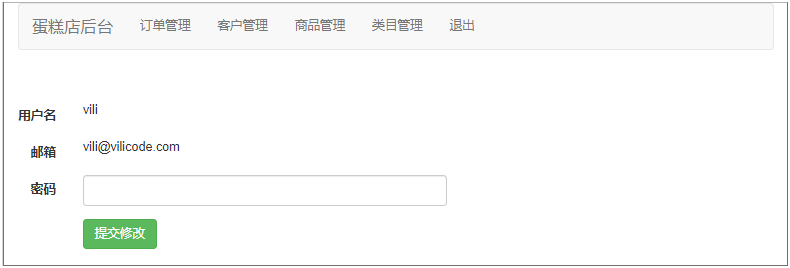 蛋糕店后台 订单管理 客户管理 商品管理 类目管理 退出
用户名 vili
邮箱 vili@vilicode.com
密码
提交修改